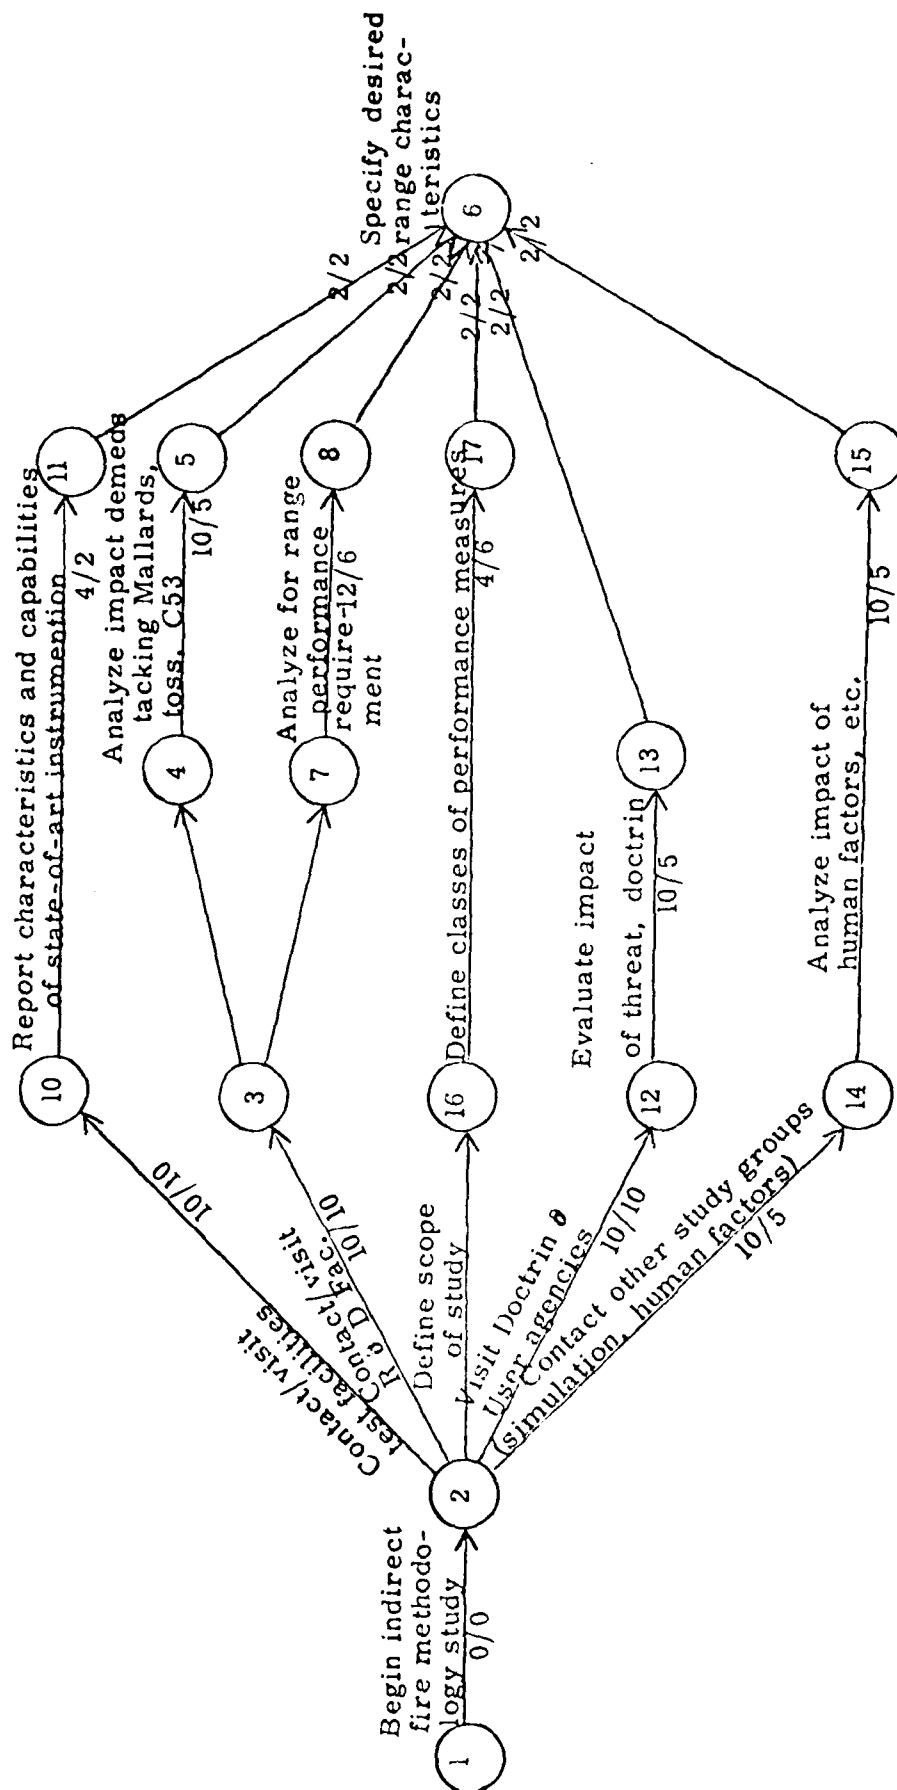 Begin indirect
fire methodo-
logy study
0/0
1
2
Contact/visit
test facilities
10/10
Contact/visit
R & D Fac.
10/10
Define scope
of study
Visit Doctrin &
User agencies
10/10
Contact other study groups
(simulation, human factors)
10/5
10
3
16
12
14
Report characteristics and capabilities
of state-of-art instrumention
4/2
11
4
Analyze impact demeds
tacking Mallards,
toss, C53
10/5
5
7
Analyze for range
performance
require-12/6
ment
8
Define classes of performance measures
4/6
17
Evaluate impact
of threat, doctrin
10/5
13
Analyze impact of
human factors, etc.
10/5
15
2/2
2/2
2/2
2/2
2/2
2/2
Specify desired
range charac-
teristics
6